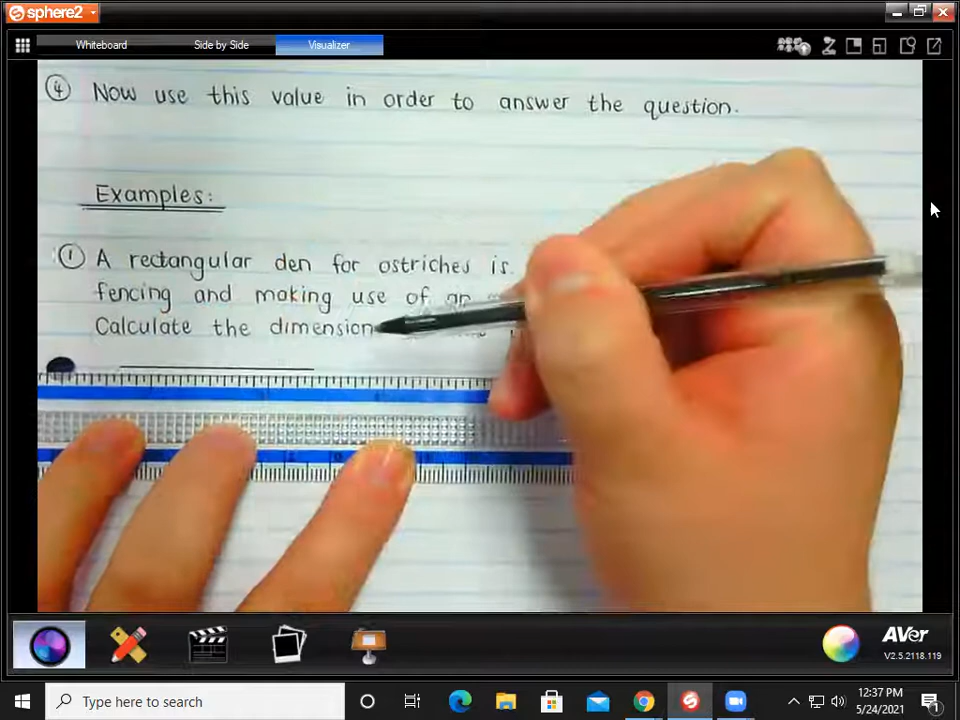 sphere2
Whiteboard Side by Side Visualizer
④ Now use this value in order to answer the question.
Examples:
① A rectangular den for ostriches is
fencing and making use of an
Calculate the dimension
AVer
V2.5.2118.119
Type here to search
12:37 PM
5/24/2021
1